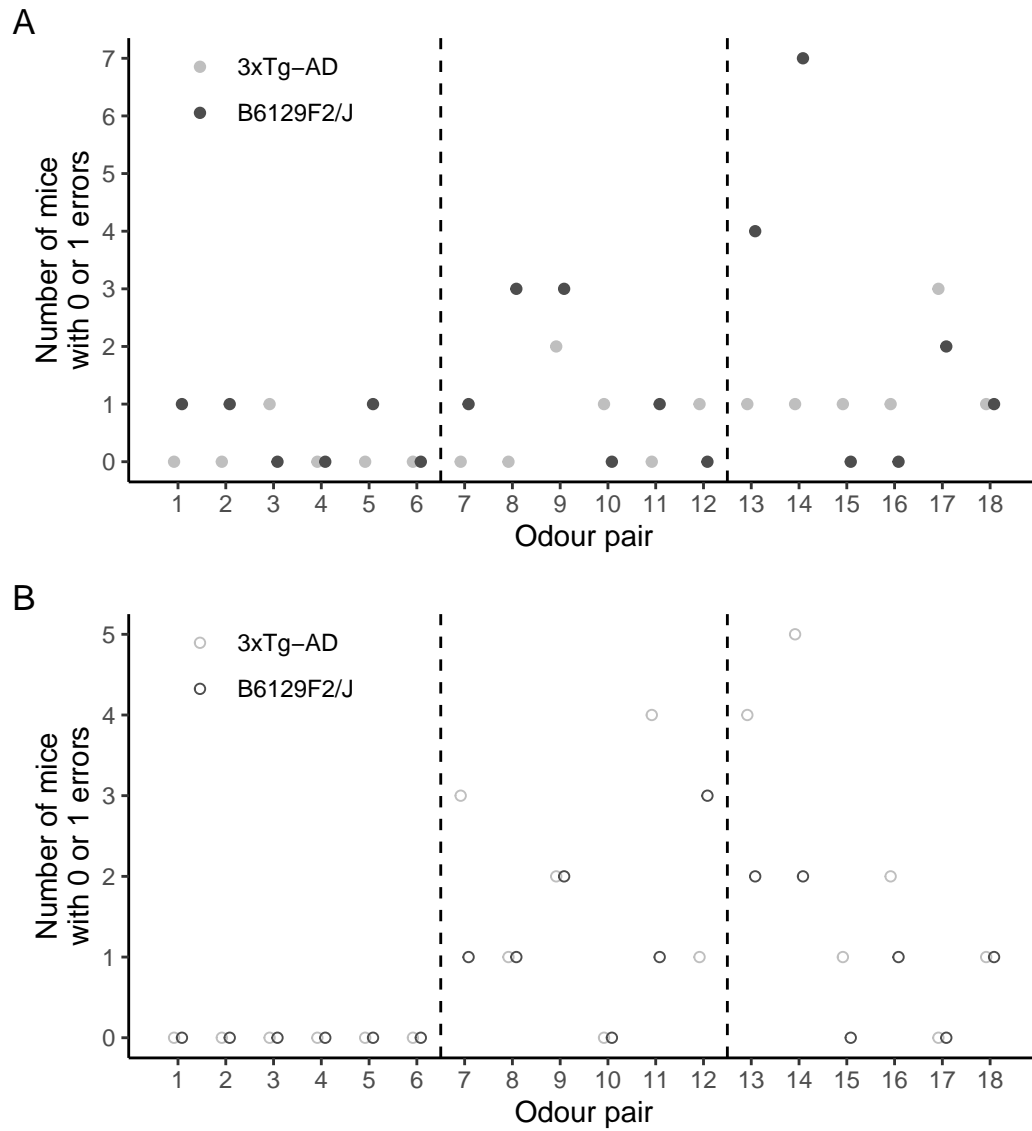 A
3xTg−AD
B6129F2/J
Number of mice
with 0 or 1 errors
7
6
5
4
3
2
1
0
1 2 3 4 5 6 7 8 9 10 11 12 13 14 15 16 17 18
Odour pair
B
3xTg−AD
B6129F2/J
Number of mice
with 0 or 1 errors
5
4
3
2
1
0
1 2 3 4 5 6 7 8 9 10 11 12 13 14 15 16 17 18
Odour pair